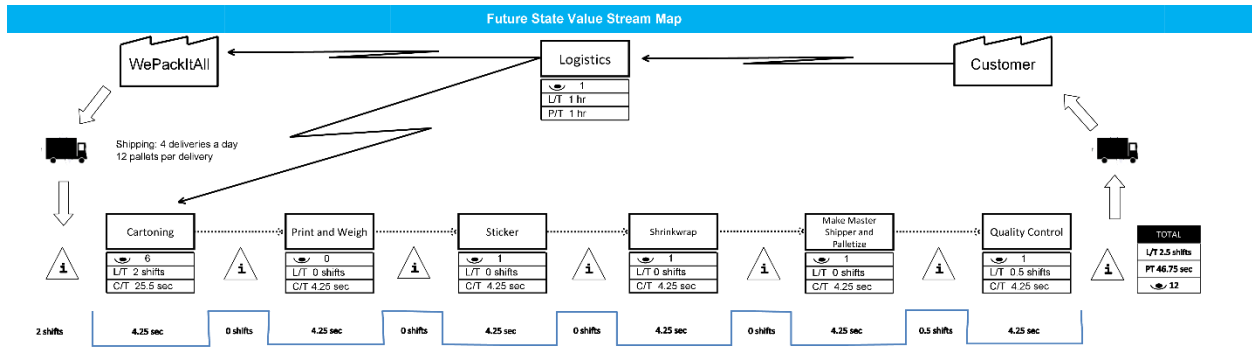 Future State Value Stream Map
WePackItAll
Logistics
1
L/T 1 hr
P/T 1 hr
Customer
Shipping: 4 deliveries a day
12 pallets per delivery
Cartoning
6
L/T 2 shifts
C/T 25.5 sec
Print and Weigh
0
L/T 0 shifts
C/T 4.25 sec
Sticker
1
L/T 0 shifts
C/T 4.25 sec
Shrinkwrap
1
L/T 0 shifts
C/T 4.25 sec
Make Master
Shipper and
Palletize
1
L/T 0 shifts
C/T 4.25 sec
Quality Control
1
L/T 0.5 shifts
C/T 4.25 sec
i
i
i
i
i
i
i
TOTAL
L/T 2.5 shifts
PT 46.75 sec
12
2 shifts
4.25 sec
0 shifts
4.25 sec
0 shifts
4.25 sec
0 shifts
4.25 sec
0 shifts
4.25 sec
0.5 shifts
4.25 sec